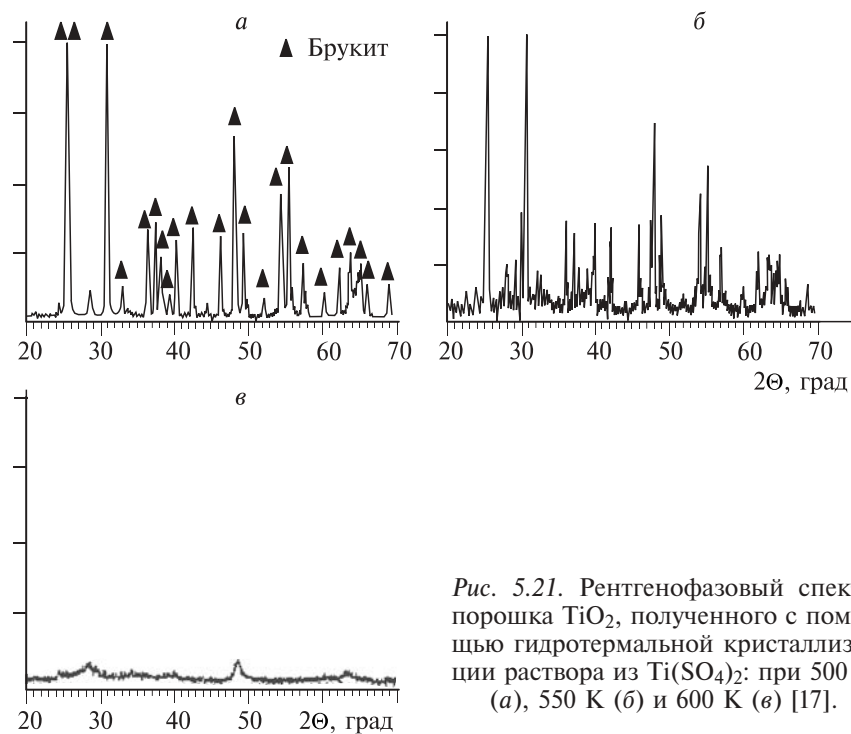 а
▲ Брукит
20 30 40 50 60 70
б
20 30 40 50 60 70
2Θ, град
в
20 30 40 50 2Θ, град
Рис. 5.21. Рентгенофазовый спек
порошка TiO₂, полученного с пом
щью гидротермальной кристаллиз
ции раствора из Ti(SO₄)₂: при 500
(а), 550 К (б) и 600 К (в) [17].